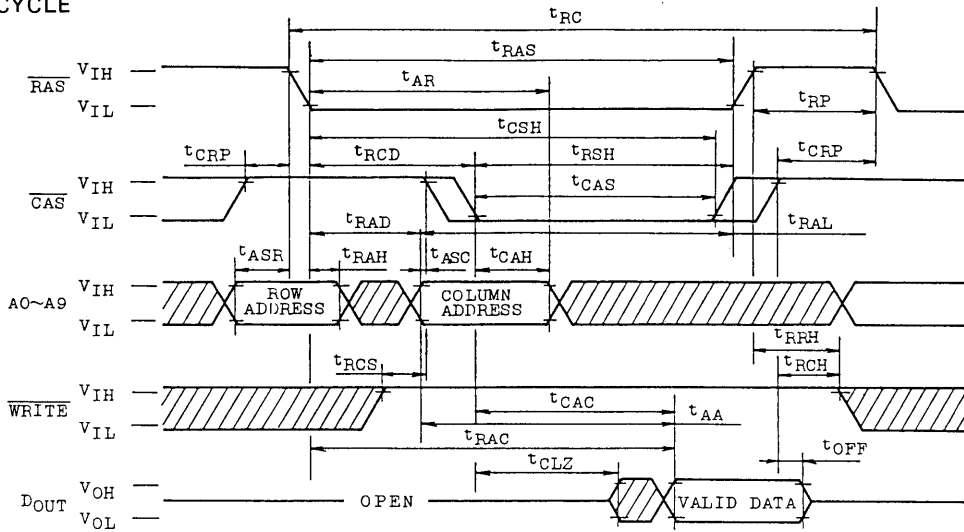 CYCLE
tRC
tRAS
RAS
VIH
VIL
tAR
tRP
tCSH
tCRP
tRCD
tRSH
tCRP
CAS
VIH
VIL
tCAS
tRAD
tRAL
tASR
tRAH
tASC
tCAH
A0~A9
VIH
VIL
ROW
ADDRESS
COLUMN
ADDRESS
tRRH
tRCS
tRCH
WRITE
VIH
VIL
tCAC
tAA
tRAC
tOFF
tCLZ
DOUT
VOH
VOL
OPEN
VALID DATA